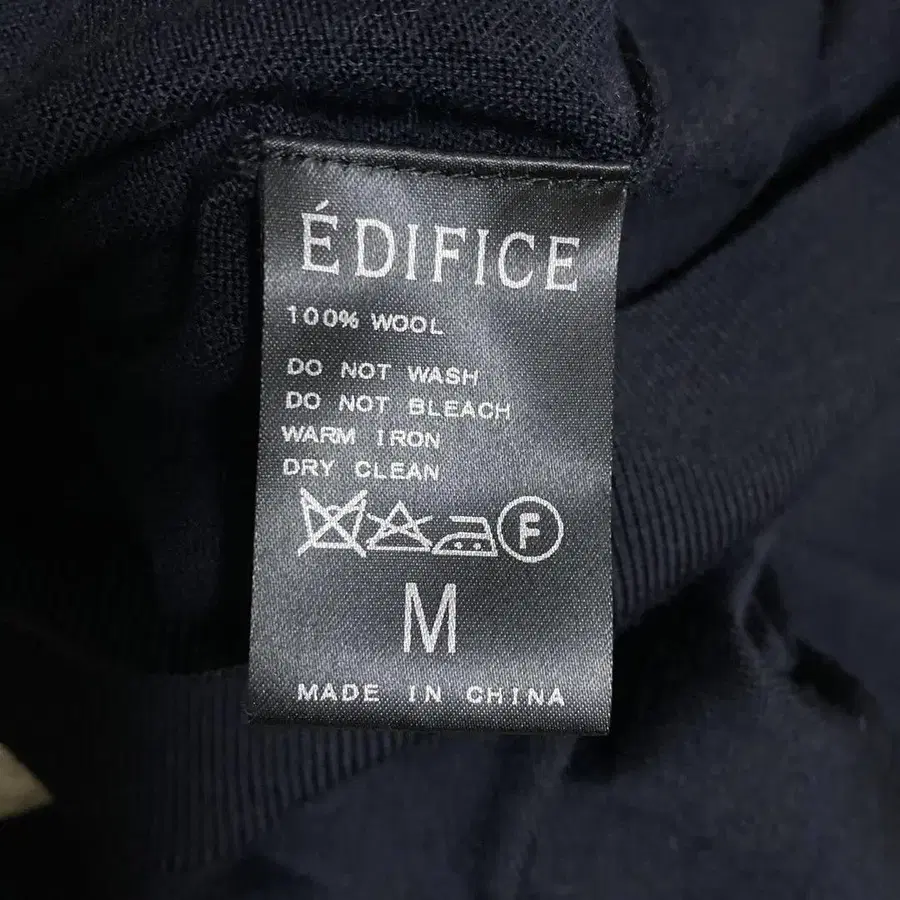 ÉDIFICE
100% WOOL
DO NOT WASH
DO NOT BLEACH
WARM IRON
DRY CLEAN
F
M
MADE IN CHINA